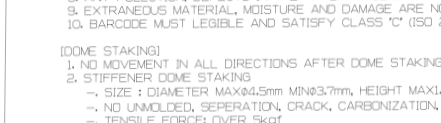 9. EXTRANEOUS MATERIAL, MOISTURE AND DAMAGE ARE
10. BARCODE MUST LEGIBLE AND SATISFY CLASS "C" (ISO
[DOME STAKING]
1. NO MOVEMENT IN ALL DIRECTIONS AFTER DOME STAKING
2. STIFFENER DOME STAKING
-. SIZE : DIAMETER MAXØ4.5mm MINØ3.7mm, HEIGHT MAX1.
-. NO UNMOLDED, SEPERATION, CRACK, CARBONIZATION,
-. TENSILE FORCE: OVER 5kgf